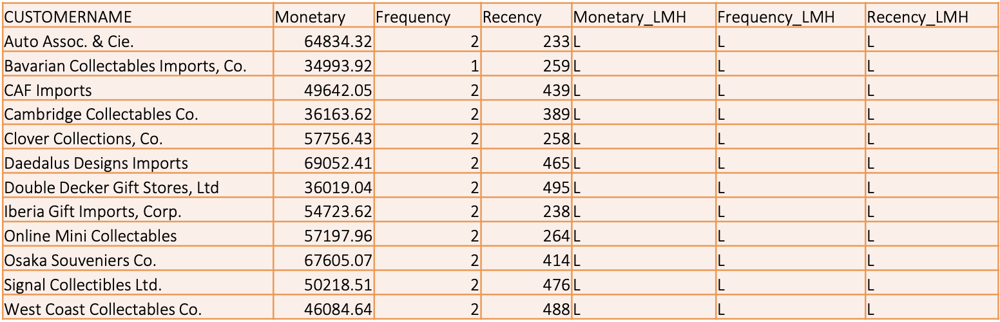 CUSTOMERNAME Monetary Frequency Recency Monetary_LMH Frequency_LMH Recency_LMH
Auto Assoc. & Cie. 64834.32 2 233 L L L
Bavarian Collectables Imports, Co. 34993.92 1 259 L L L
CAF Imports 49642.05 2 439 L L L
Cambridge Collectables Co. 36163.62 2 389 L L L
Clover Collections, Co. 57756.43 2 258 L L L
Daedalus Designs Imports 69052.41 2 465 L L L
Double Decker Gift Stores, Ltd 36019.04 2 495 L L L
Iberia Gift Imports, Corp. 54723.62 2 238 L L L
Online Mini Collectables 57197.96 2 264 L L L
Osaka Souveniers Co. 67605.07 2 414 L L L
Signal Collectibles Ltd. 50218.51 2 476 L L L
West Coast Collectables Co. 46084.64 2 488 L L L